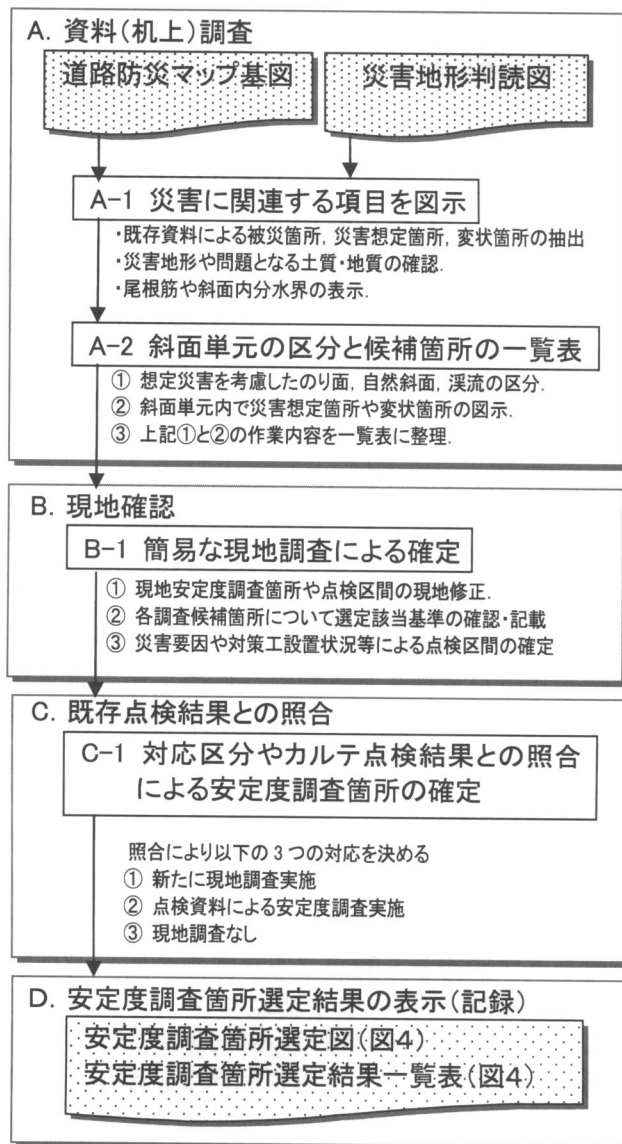 A. 資料(机上)調査
道路防災マップ基図
災害地形判読図
A-1 災害に関連する項目を図示
・既存資料による被災箇所, 災害想定箇所, 変状箇所の抽出
・災害地形や問題となる土質・地質の確認.
・尾根筋や斜面内分水界の表示.
A-2 斜面単元の区分と候補箇所の一覧表
① 想定災害を考慮したのり面, 自然斜面, 渓流の区分.
② 斜面単元内で災害想定箇所や変状箇所の図示.
③ 上記①と②の作業内容を一覧表に整理.
B. 現地確認
B-1 簡易な現地調査による確定
① 現地安定度調査箇所や点検区間の現地修正.
② 各調査候補箇所について選定該当基準の確認・記載
③ 災害要因や対策工設置状況等による点検区間の確定
C. 既存点検結果との照合
C-1 対応区分やカルテ点検結果との照合
による安定度調査箇所の確定
照合により以下の3つの対応を決める
① 新たに現地調査実施
② 点検資料による安定度調査実施
③ 現地調査なし
D. 安定度調査箇所選定結果の表示(記録)
安定度調査箇所選定図(図4)
安定度調査箇所選定結果一覧表(図4)